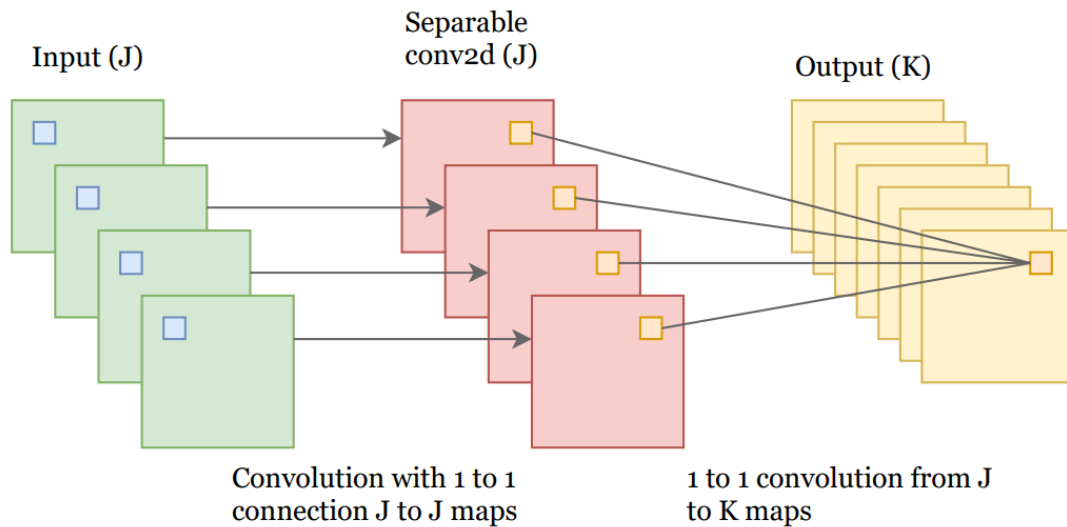 Input (J)
Separable
conv2d (J)
Output (K)
Convolution with 1 to 1
connection J to J maps
1 to 1 convolution from J
to K maps